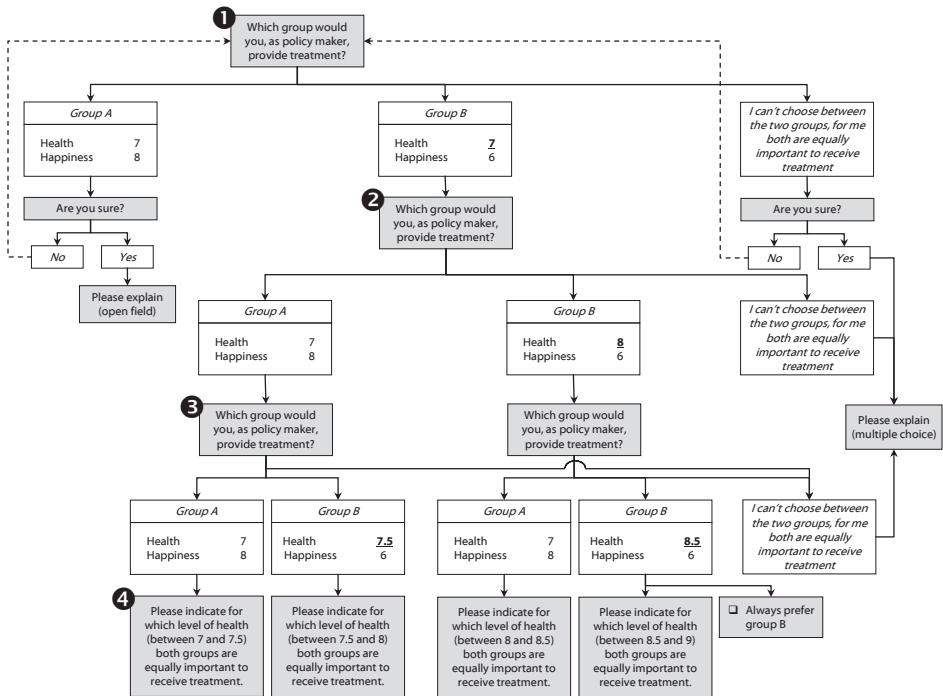 1
Which group would
you, as policy maker,
provide treatment?
Group A
Health 7
Happiness 8
Group B
Health 7
Happiness 6
I can't choose between
the two groups, for me
both are equally
important to receive
treatment
Are you sure?
No
Yes
Please explain
(open field)
2
Which group would
you, as policy maker,
provide treatment?
Are you sure?
No
Yes
Group A
Health 7
Happiness 8
Group B
Health 8
Happiness 6
I can't choose between
the two groups, for me
both are equally
important to receive
treatment
3
Which group would
you, as policy maker,
provide treatment?
Which group would
you, as policy maker,
provide treatment?
Please explain
(multiple choice)
Group A
Health 7
Happiness 8
Group B
Health 7.5
Happiness 6
Group A
Health 7
Happiness 8
Group B
Health 8.5
Happiness 6
I can't choose between
the two groups, for me
both are equally
important to receive
treatment
4
Please indicate for
which level of health
(between 7 and 7.5)
both groups are
equally important to
receive treatment.
Please indicate for
which level of health
(between 7.5 and 8)
both groups are
equally important to
receive treatment.
Please indicate for
which level of health
(between 8 and 8.5)
both groups are
equally important to
receive treatment.
Please indicate for
which level of health
(between 8.5 and 9)
both groups are
equally important to
receive treatment.
❑ Always prefer
group B